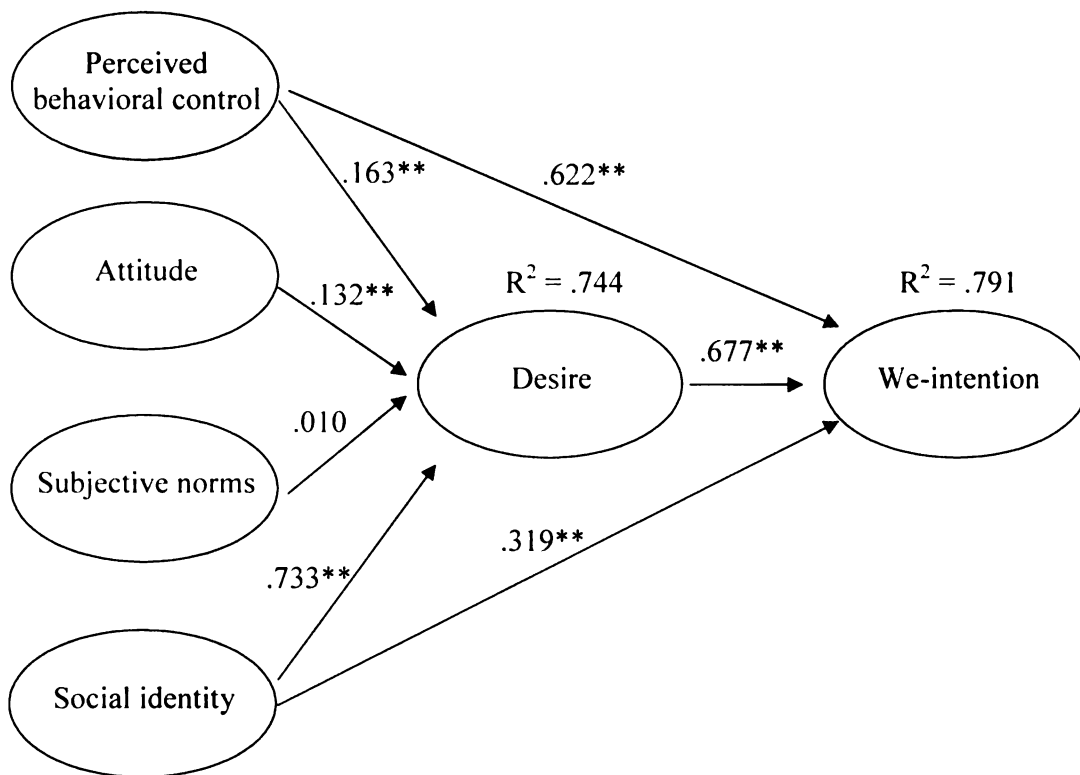 Perceived
behavioral control
.163**
.622**
Attitude
.132**
R² = .744
R² = .791
Desire
.677**
We-intention
.010
Subjective norms
.733**
.319**
Social identity